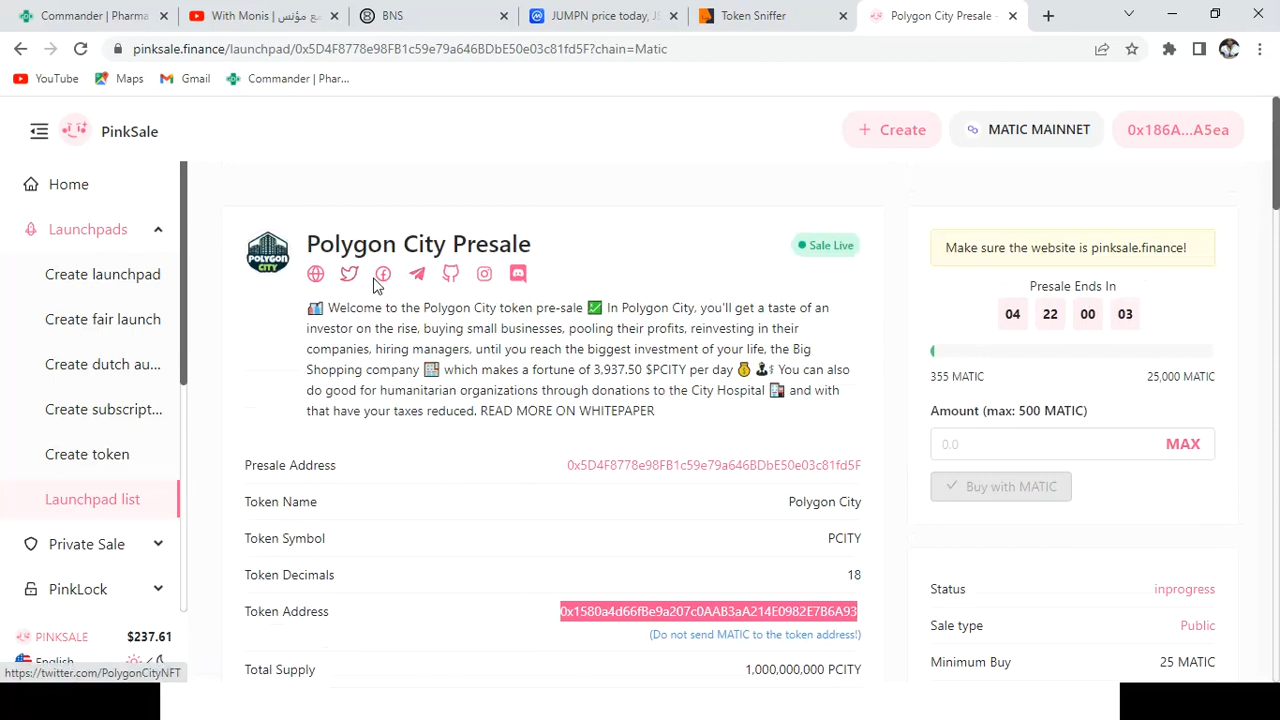 Commander | Pharma
With Monis | مع مؤنس
BNS
JUMPN price today, JS
Token Sniffer
Polygon City Presale -
pinksale.finance/launchpad/0x5D4F8778e98FB1c59e79a646BDbE50e03c81fd5F?chain=Matic
YouTube
Maps
Gmail
Commander | Phar...
PinkSale
Create
MATIC MAINNET
0x186A...A5ea
Home
Launchpads
Create launchpad
Create fair launch
Create dutch au...
Create subscript...
Create token
Launchpad list
Private Sale
PinkLock
PINKSALE
$237.61
English
https://twitter.com/PolygonCityNFT
POLYGON
CITY
Polygon City Presale
Sale Live
Welcome to the Polygon City token pre-sale 💹 In Polygon City, you'll get a taste of an
investor on the rise, buying small businesses, pooling their profits, reinvesting in their
companies, hiring managers, until you reach the biggest investment of your life, the Big
Shopping company 🏬 which makes a fortune of 3,937.50 $PCITY per day 💰 You can also
do good for humanitarian organizations through donations to the City Hospital 🏥 and with
that have your taxes reduced. READ MORE ON WHITEPAPER
Presale Address
0x5D4F8778e98FB1c59e79a646BDbE50e03c81fd5F
Token Name
Polygon City
Token Symbol
PCITY
Token Decimals
18
Token Address
0x1580a4d66fBe9a207c0AAB3aA214E0982E7B6A93
(Do not send MATIC to the token address!)
Total Supply
1,000,000,000 PCITY
Make sure the website is pinksale.finance!
Presale Ends In
04
22
00
03
355 MATIC
25,000 MATIC
Amount (max: 500 MATIC)
0.0
MAX
Buy with MATIC
Status
inprogress
Sale type
Public
Minimum Buy
25 MATIC